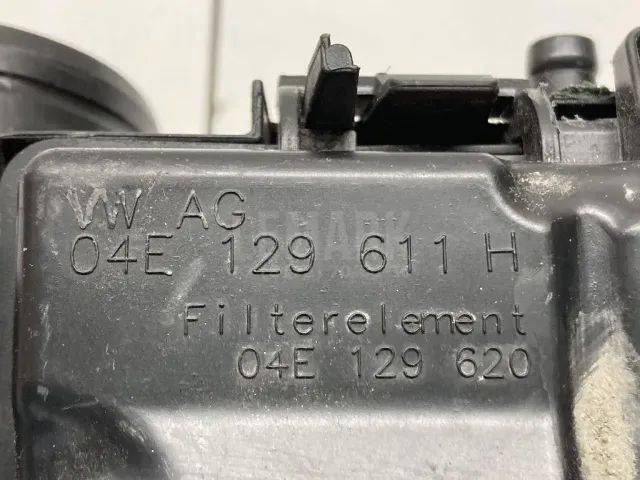 VW AG
04E 129 611 H
Filterelement
04E 129 620